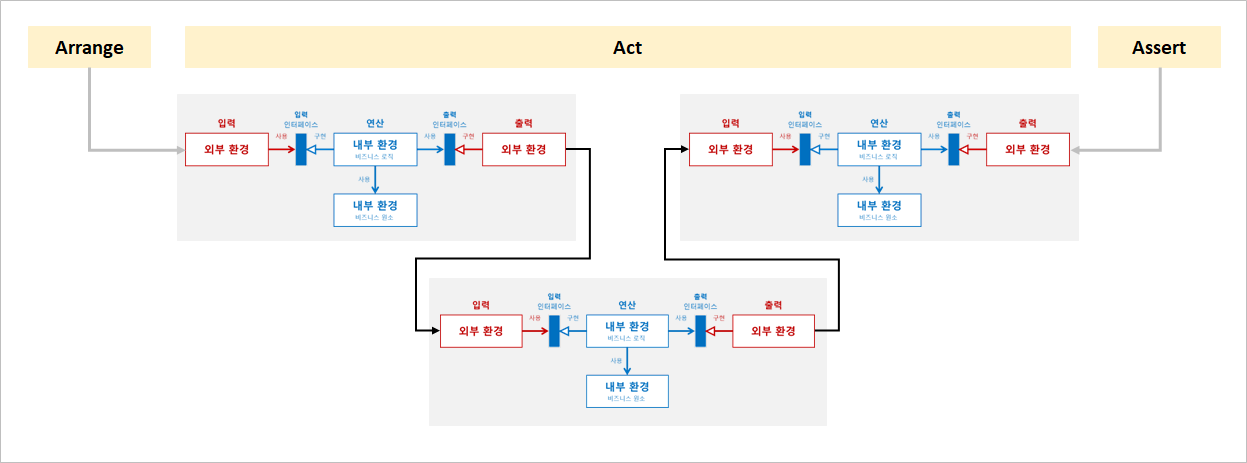 Arrange
Act
Assert
입력
입력
인터페이스
연산
출력
인터페이스
출력
외부 환경
사용
구현
내부 환경
비즈니스 로직
사용
구현
외부 환경
사용
내부 환경
비즈니스 원소
입력
입력
인터페이스
연산
출력
인터페이스
출력
외부 환경
사용
구현
내부 환경
비즈니스 로직
사용
구현
외부 환경
사용
내부 환경
비즈니스 원소
입력
입력
인터페이스
연산
출력
인터페이스
출력
외부 환경
사용
구현
내부 환경
비즈니스 로직
사용
구현
외부 환경
사용
내부 환경
비즈니스 원소